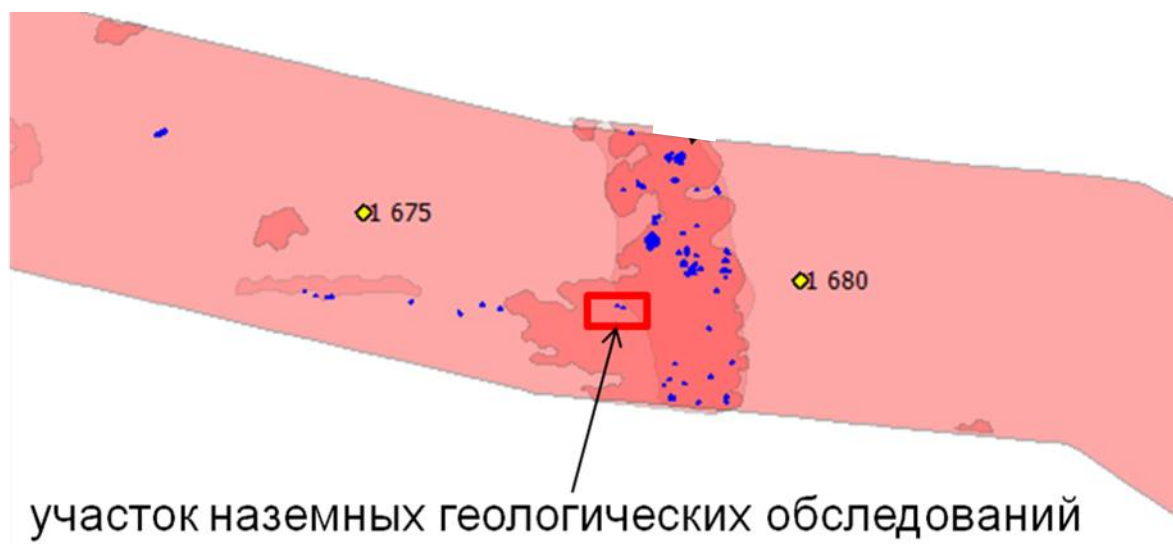 1 675
1 680
участок наземных геологических обследований